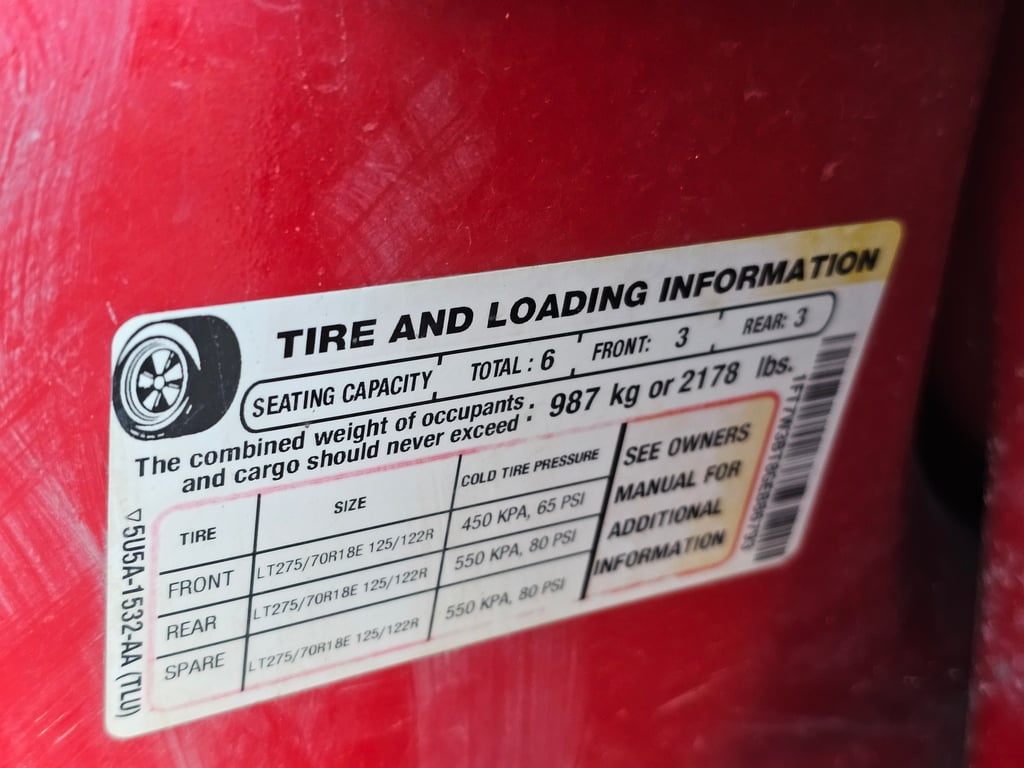 TIRE AND LOADING INFORMATION
SEATING CAPACITY TOTAL : 6 FRONT: 3 REAR: 3
The combined weight of occupants
and cargo should never exceed : 987 kg or 2178 lbs.
TIRE SIZE COLD TIRE PRESSURE
FRONT LT275/70R18E 125/122R 450 KPA, 65 PSI
REAR LT275/70R18E 125/122R 550 KPA, 80 PSI
SPARE LT275/70R18E 125/122R 550 KPA, 80 PSI
SEE OWNERS
MANUAL FOR
ADDITIONAL
INFORMATION
5U5A-1532-AA (TLU)